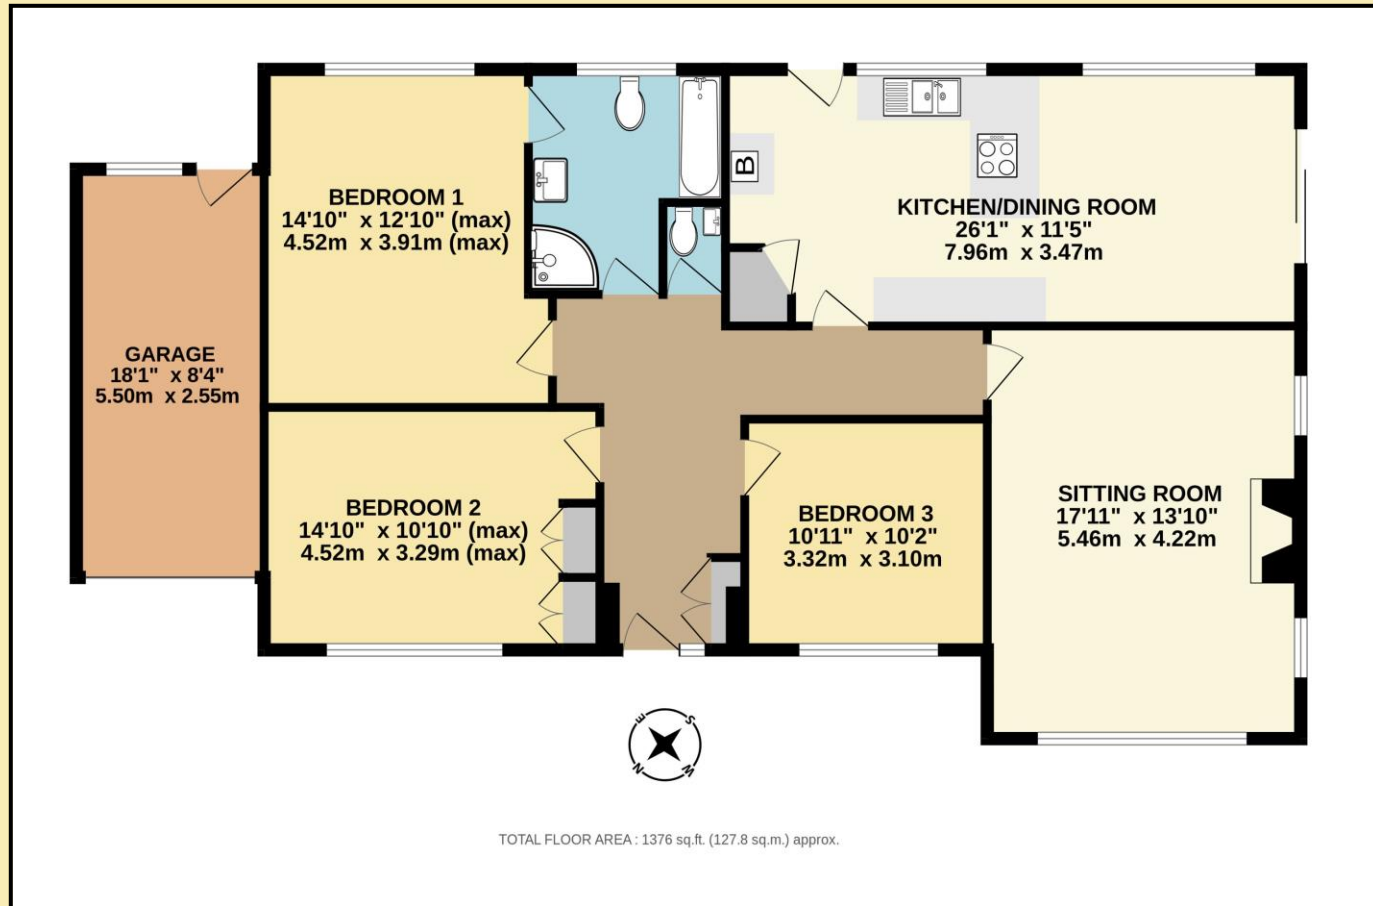 BEDROOM 1
14'10" x 12'10" (max)
4.52m x 3.91m (max)
B
KITCHEN/DINING ROOM
26'1" x 11'5"
7.96m x 3.47m
GARAGE
18'1" x 8'4"
5.50m x 2.55m
BEDROOM 2
14'10" x 10'10" (max)
4.52m x 3.29m (max)
BEDROOM 3
10'11" x 10'2"
3.32m x 3.10m
SITTING ROOM
17'11" x 13'10"
5.46m x 4.22m
E
S
N
W
TOTAL FLOOR AREA : 1376 sq.ft. (127.8 sq.m.) approx.